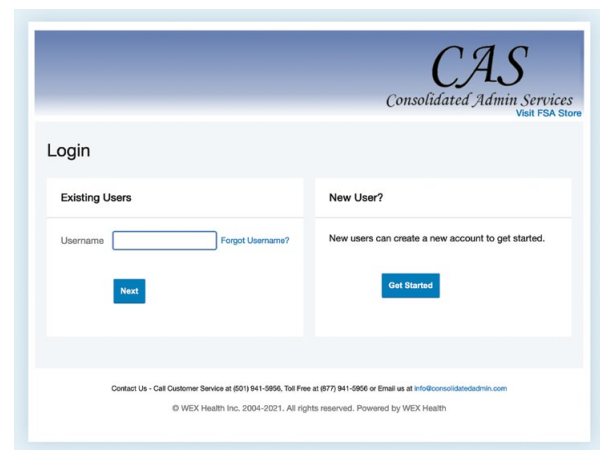 CAS
Consolidated Admin Services
Visit FSA Store
Login
Existing Users
Username
Forgot Username?
Next
New User?
New users can create a new account to get started.
Get Started
Contact Us - Call Customer Service at (501) 941-5956, Toll Free at (877) 941-5956 or Email us at info@consolidatedadmin.com
© WEX Health Inc. 2004-2021. All rights reserved. Powered by WEX Health